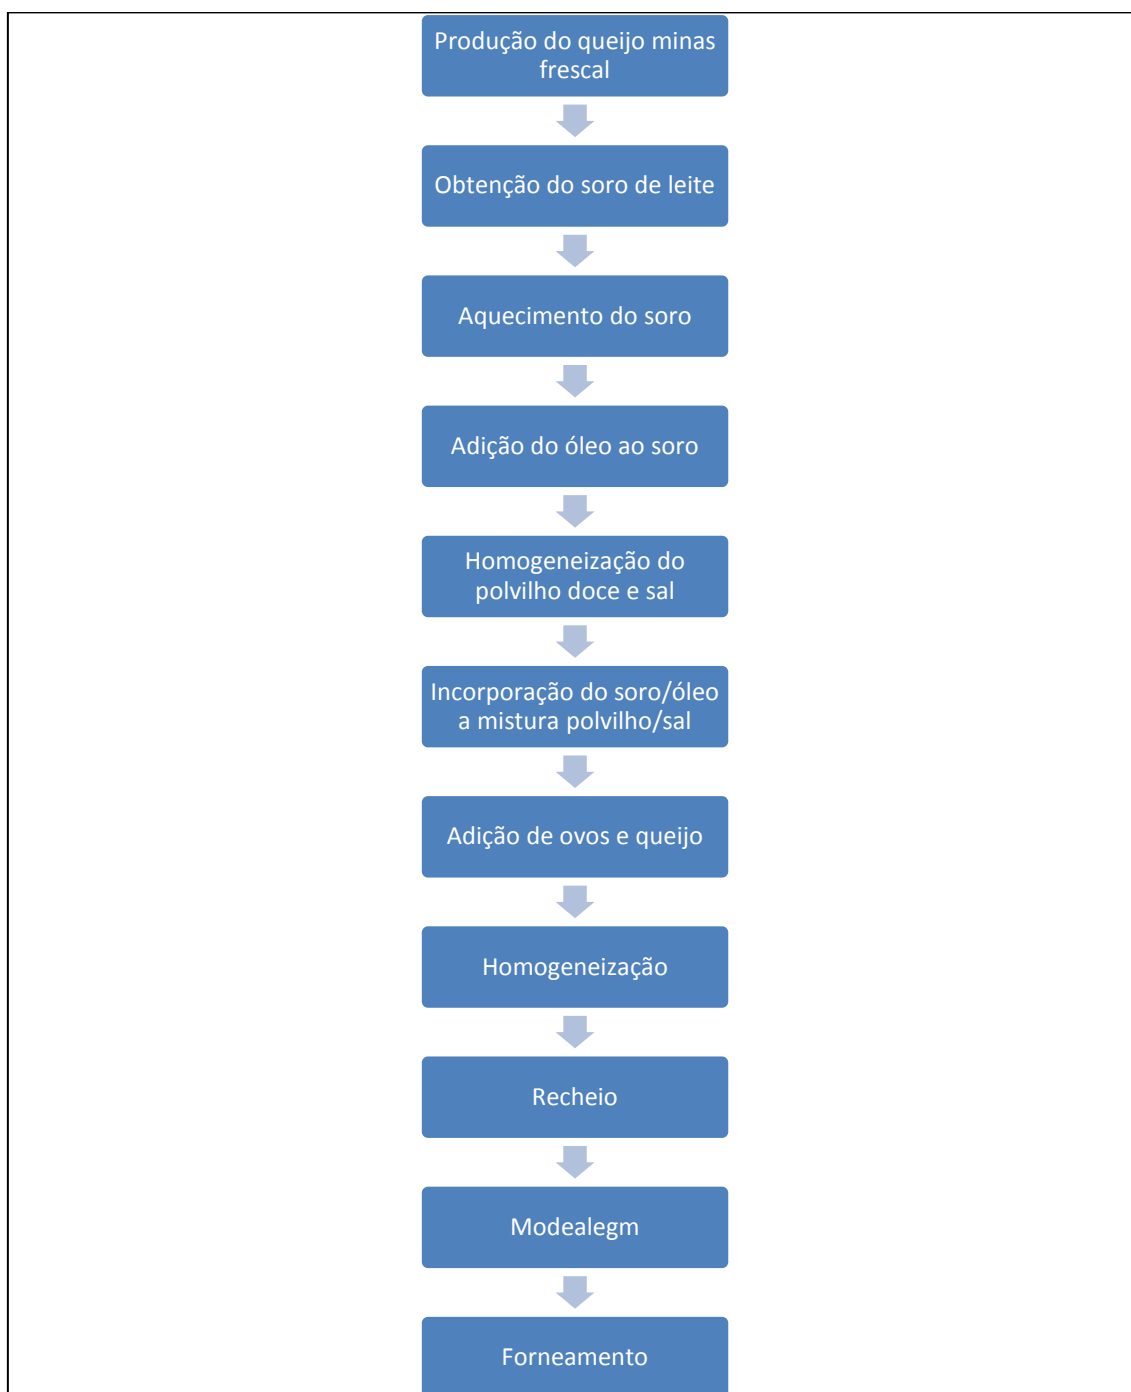 Produção do queijo minas
frescal
Obtenção do soro de leite
Aquecimento do soro
Adição do óleo ao soro
Homogeneização do
polvilho doce e sal
Incorporação do soro/óleo
a mistura polvilho/sal
Adição de ovos e queijo
Homogeneização
Recheio
Modealegm
Forneamento